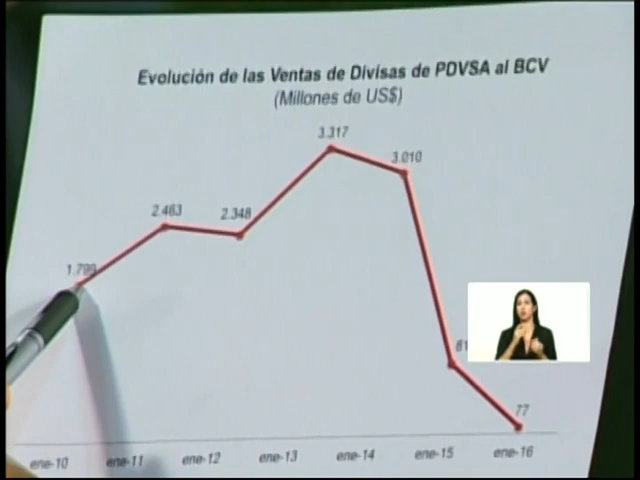 Evolución de las Ventas de Divisas de PDVSA al BCV
(Millones de US$)
3.317
3.010
2.463
2.348
77
ene-10 ene-11 ene-12 ene-13 ene-14 ene-15 ene-16